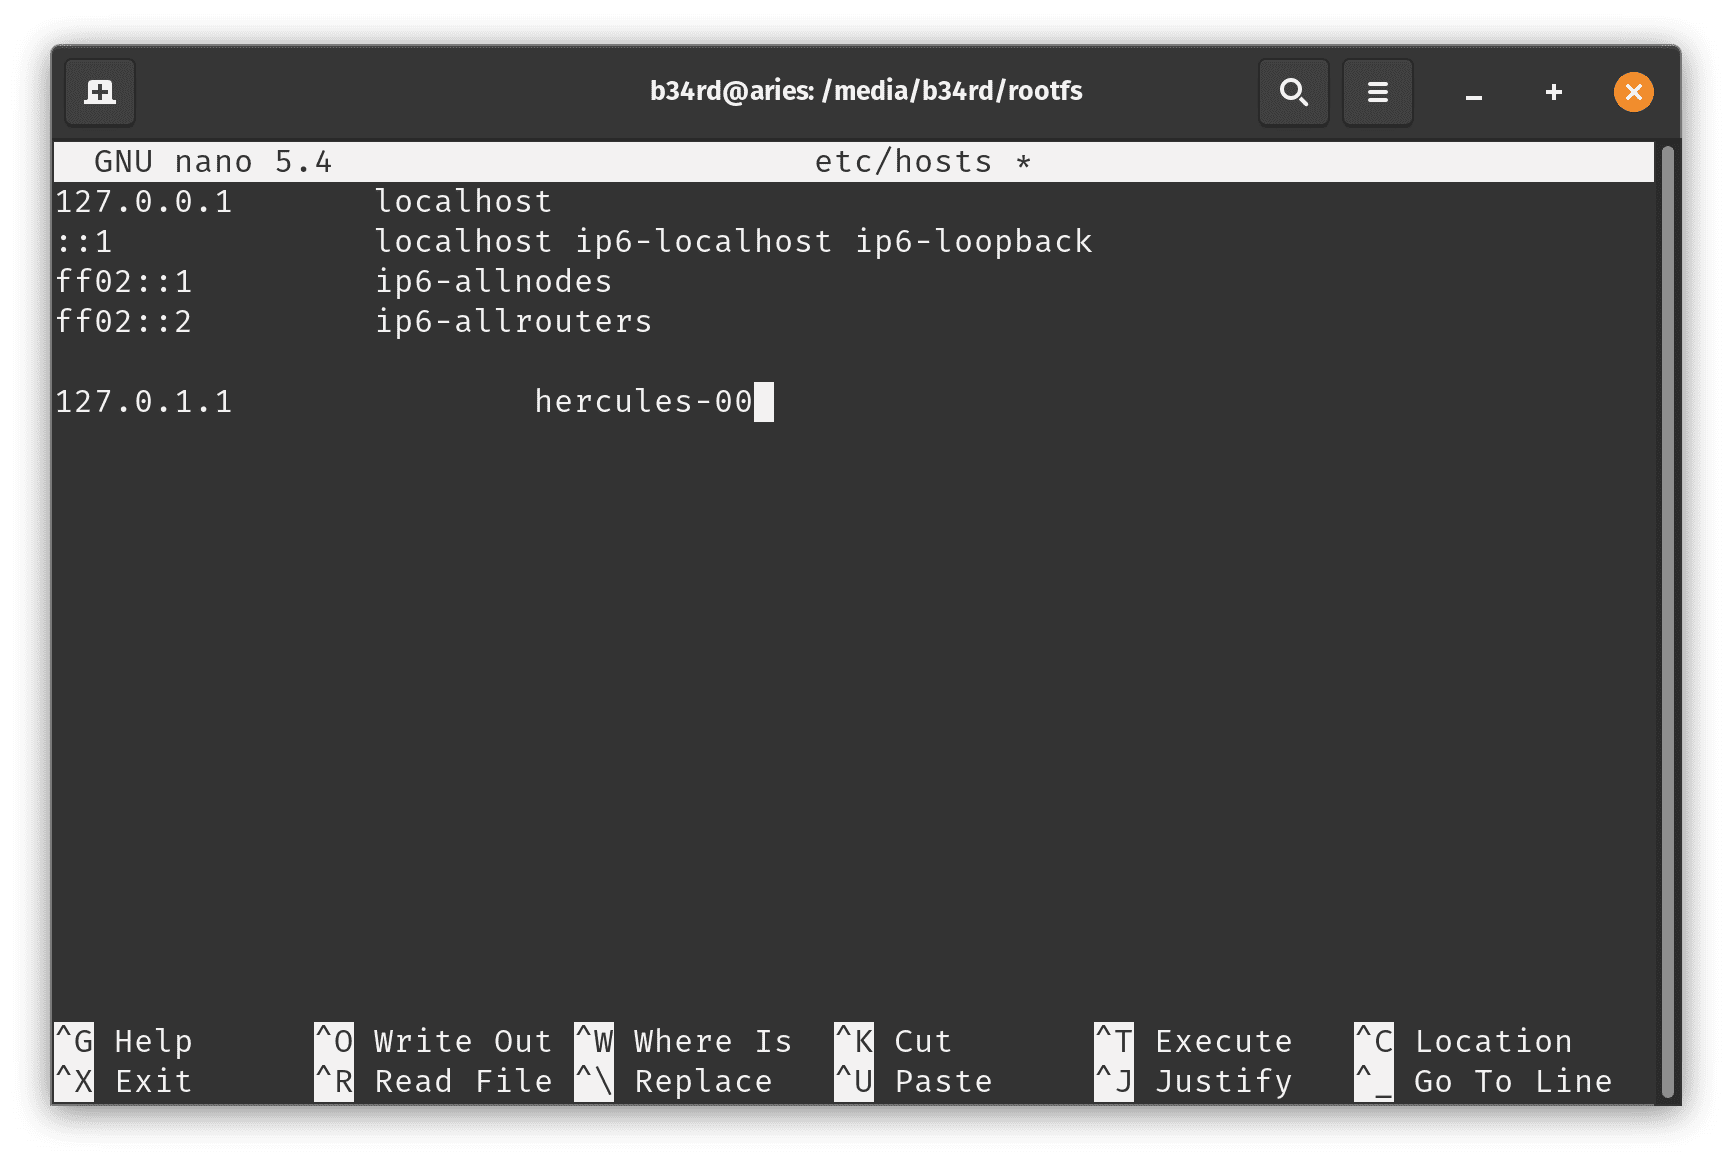 b34rd@aries: /media/b34rd/rootfs
GNU nano 5.4 etc/hosts *
127.0.0.1 localhost
::1 localhost ip6-localhost ip6-loopback
ff02::1 ip6-allnodes
ff02::2 ip6-allrouters
127.0.1.1 hercules-00
^G Help ^O Write Out ^W Where Is ^K Cut ^T Execute ^C Location
^X Exit ^R Read File ^\ Replace ^U Paste ^J Justify ^_ Go To Line